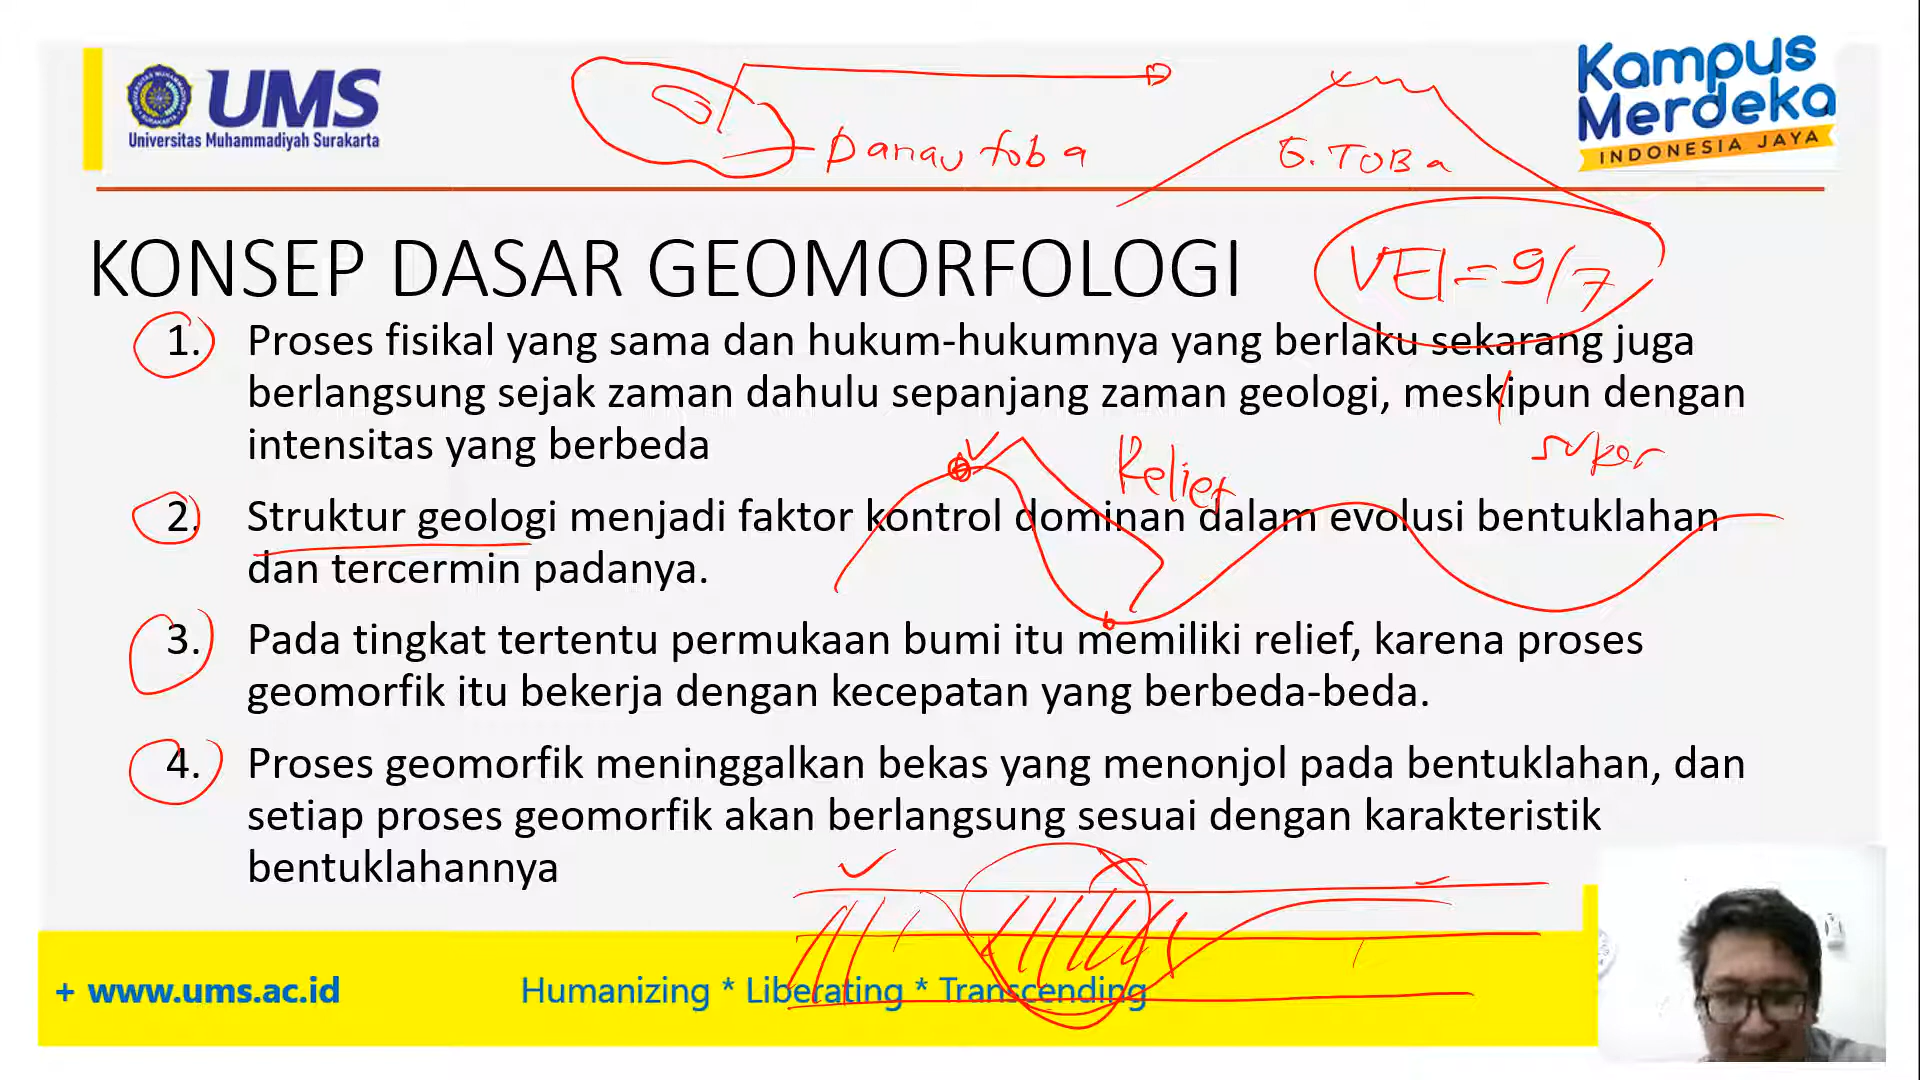 UMS
Universitas Muhammadiyah Surakarta
Danau toba
G. TOBa
Kampus
Merdeka
INDONESIA JAYA
KONSEP DASAR GEOMORFOLOGI
VEI = 9/7
1. Proses fisikal yang sama dan hukum-hukumnya yang berlaku sekarang juga
berlangsung sejak zaman dahulu sepanjang zaman geologi, meskipun dengan
intensitas yang berbeda
super
Relief
2. Struktur geologi menjadi faktor kontrol dominan dalam evolusi bentuklahan
dan tercermin padanya.
3. Pada tingkat tertentu permukaan bumi itu memiliki relief, karena proses
geomorfik itu bekerja dengan kecepatan yang berbeda-beda.
4. Proses geomorfik meninggalkan bekas yang menonjol pada bentuklahan, dan
setiap proses geomorfik akan berlangsung sesuai dengan karakteristik
bentuklahannya
+ www.ums.ac.id
Humanizing * Liberating * Transcending